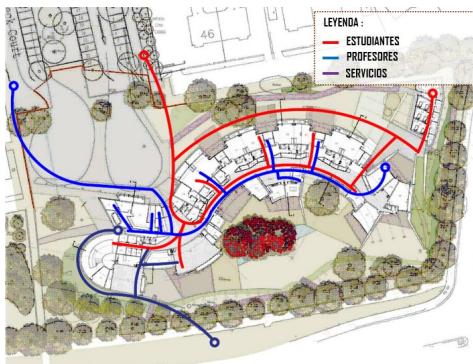 LEYENDA :
ESTUDIANTES
PROFESORES
SERVICIOS
46